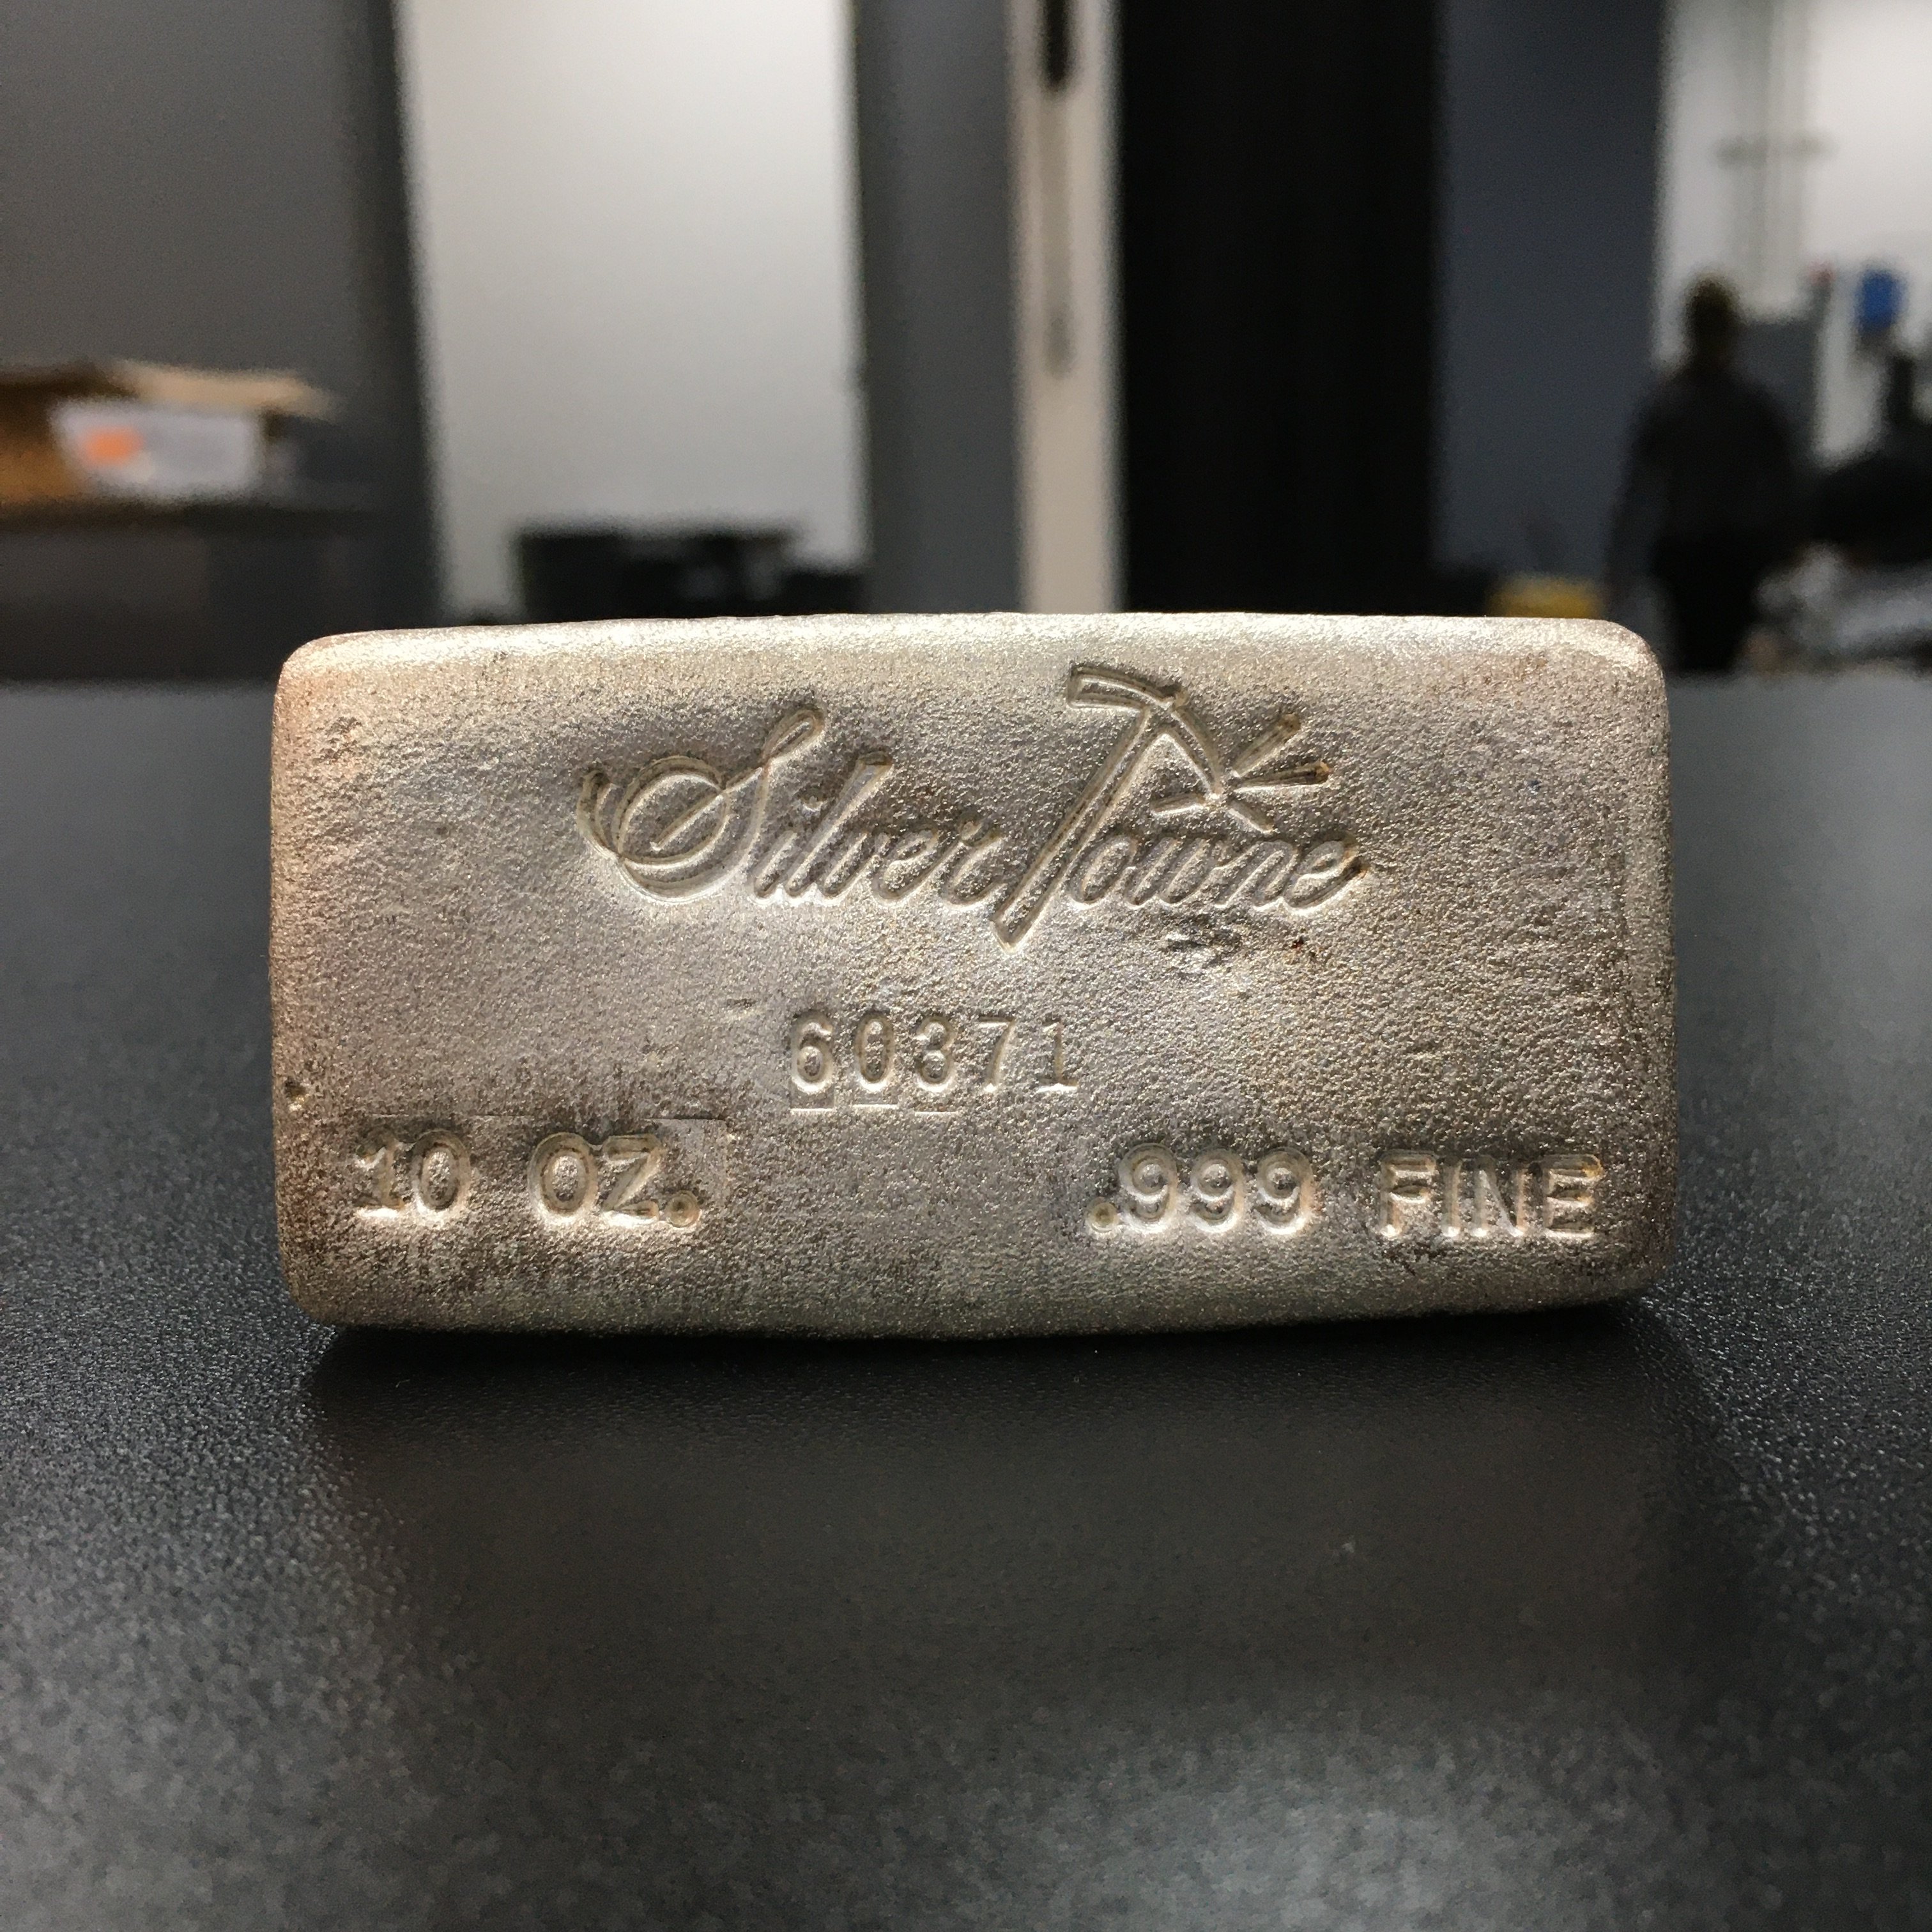 SilverTowne
60371
10 OZ. .999 FINE